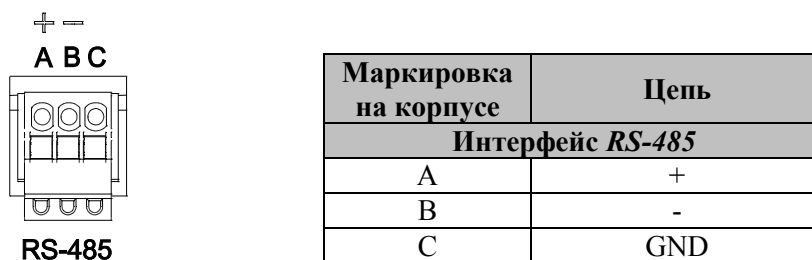 + −
A B C
RS-485
Маркировка на корпусе Цепь
Интерфейс RS-485
A +
B -
C GND